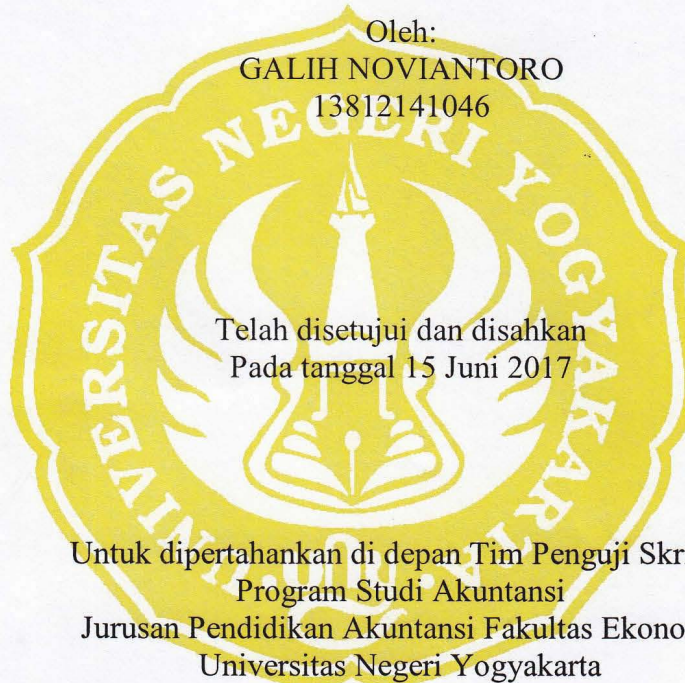 Oleh:
GALIH NOVIANTORO
13812141046
UNIVERSITAS NEGERI YOGYAKARTA
Telah disetujui dan disahkan
Pada tanggal 15 Juni 2017
Untuk dipertahankan di depan Tim Penguji Skr
Program Studi Akuntansi
Jurusan Pendidikan Akuntansi Fakultas Ekono
Universitas Negeri Yogyakarta